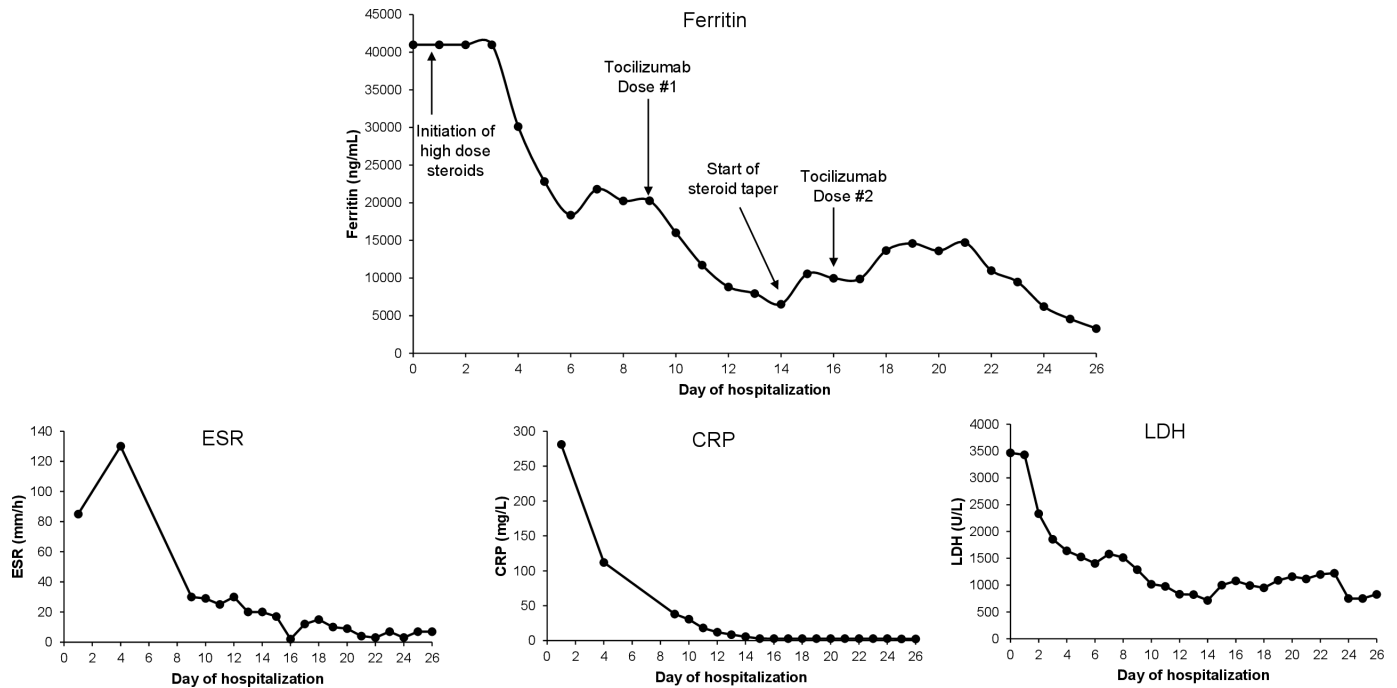 Ferritin
45000
40000
35000
30000
25000
20000
15000
10000
5000
0
Ferritin (ng/mL)
Initiation of
high dose
steroids
Tocilizumab
Dose #1
Start of
steroid taper
Tocilizumab
Dose #2
0 2 4 6 8 10 12 14 16 18 20 22 24 26
Day of hospitalization
ESR
140
120
100
80
60
40
20
0
ESR (mm/h)
0 2 4 6 8 10 12 14 16 18 20 22 24 26
Day of hospitalization
CRP
300
250
200
150
100
50
0
CRP (mg/L)
0 2 4 6 8 10 12 14 16 18 20 22 24 26
Day of hospitalization
LDH
4000
3500
3000
2500
2000
1500
1000
500
0
LDH (U/L)
0 2 4 6 8 10 12 14 16 18 20 22 24 26
Day of hospitalization